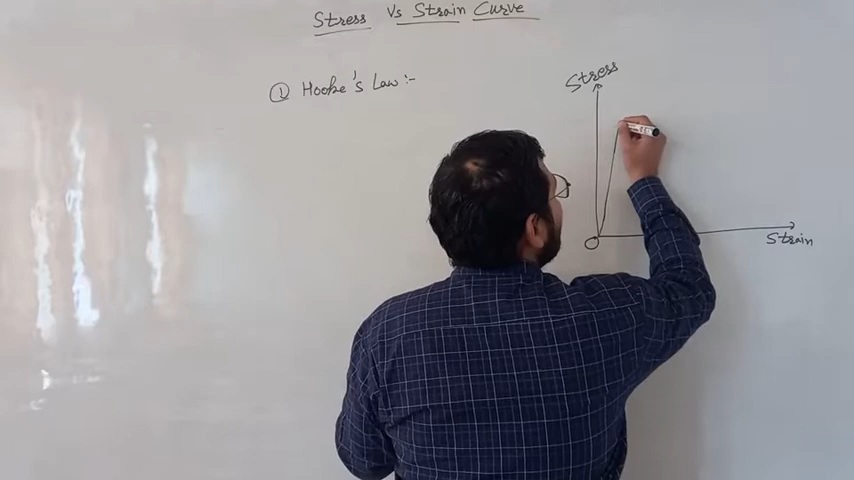 Stress Vs Strain Curve
① Hooke's Law :-
Stress
O
Strain